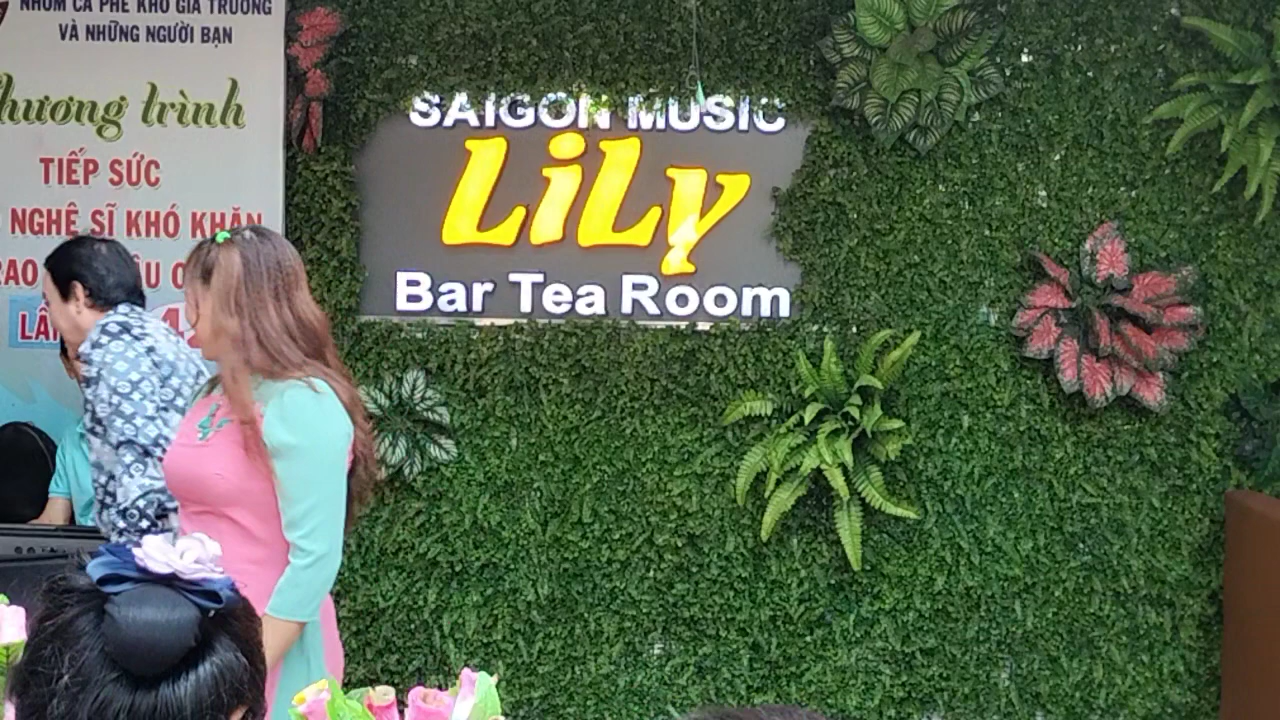 NHÓM CÀ PHÊ KHO GIA TRƯỜNG
VÀ NHỮNG NGƯỜI BẠN
hương trình
TIẾP SỨC
NGHỆ SĨ KHÓ KHĂN
SAIGON MUSIC
LiLy
Bar Tea Room